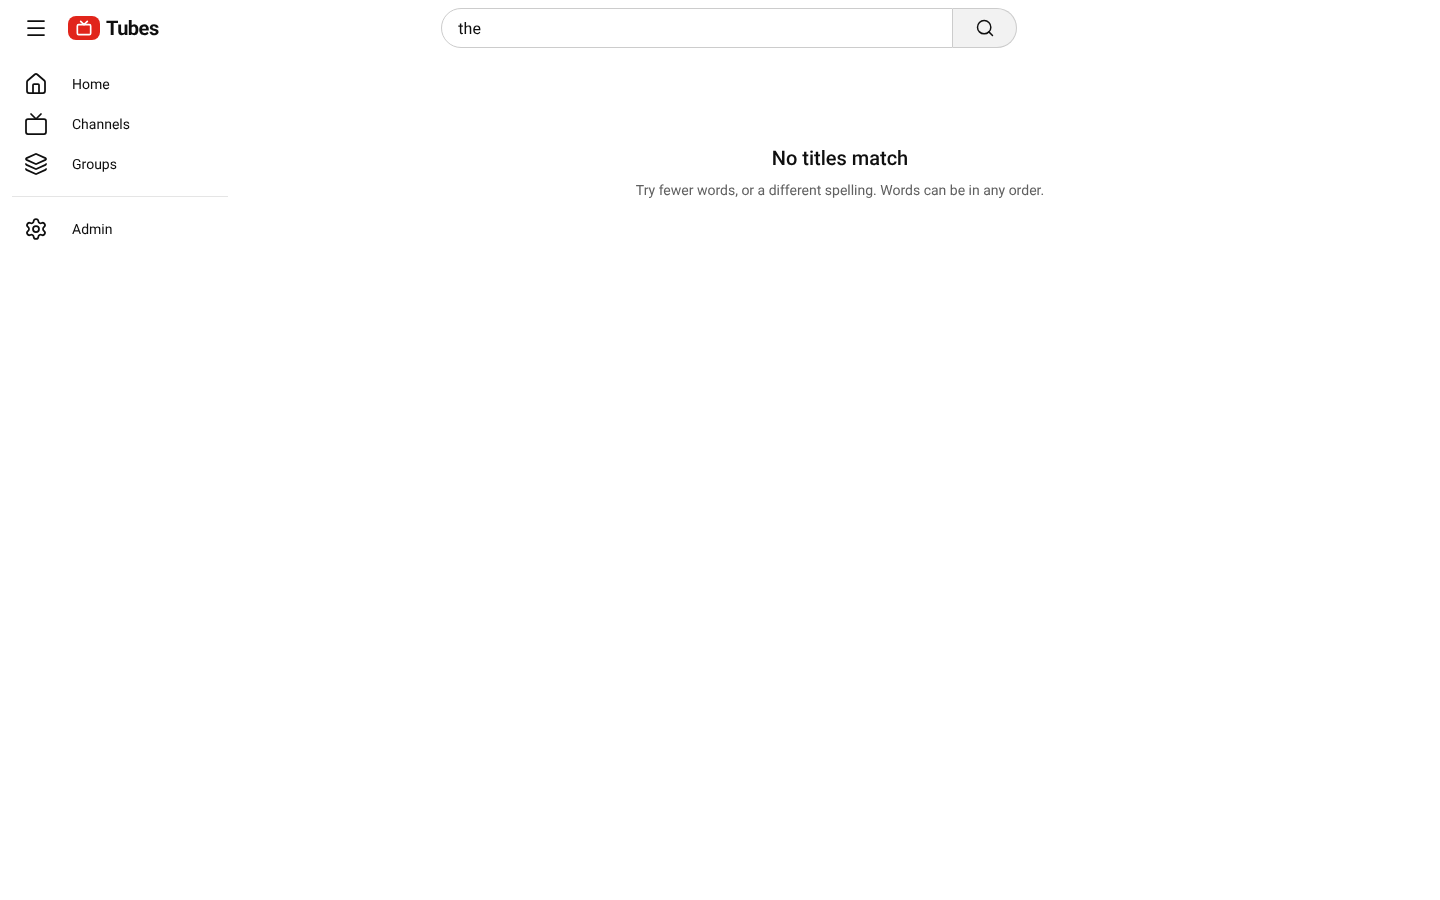 Tubes
the
Home
Channels
Groups
Admin
No titles match
Try fewer words, or a different spelling. Words can be in any order.